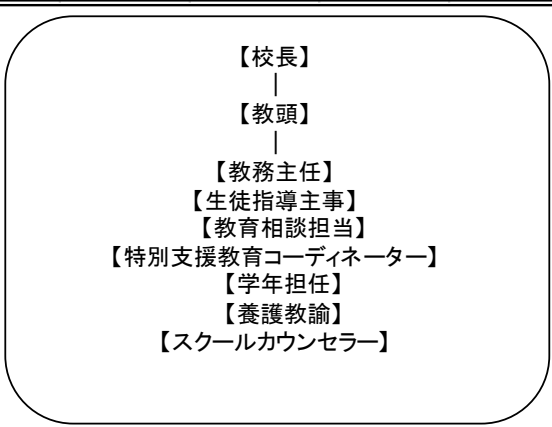 【校長】
|
【教頭】
|
【教務主任】
【生徒指導主事】
【教育相談担当】
【特別支援教育コーディネーター】
【学年担任】
【養護教諭】
【スクールカウンセラー】